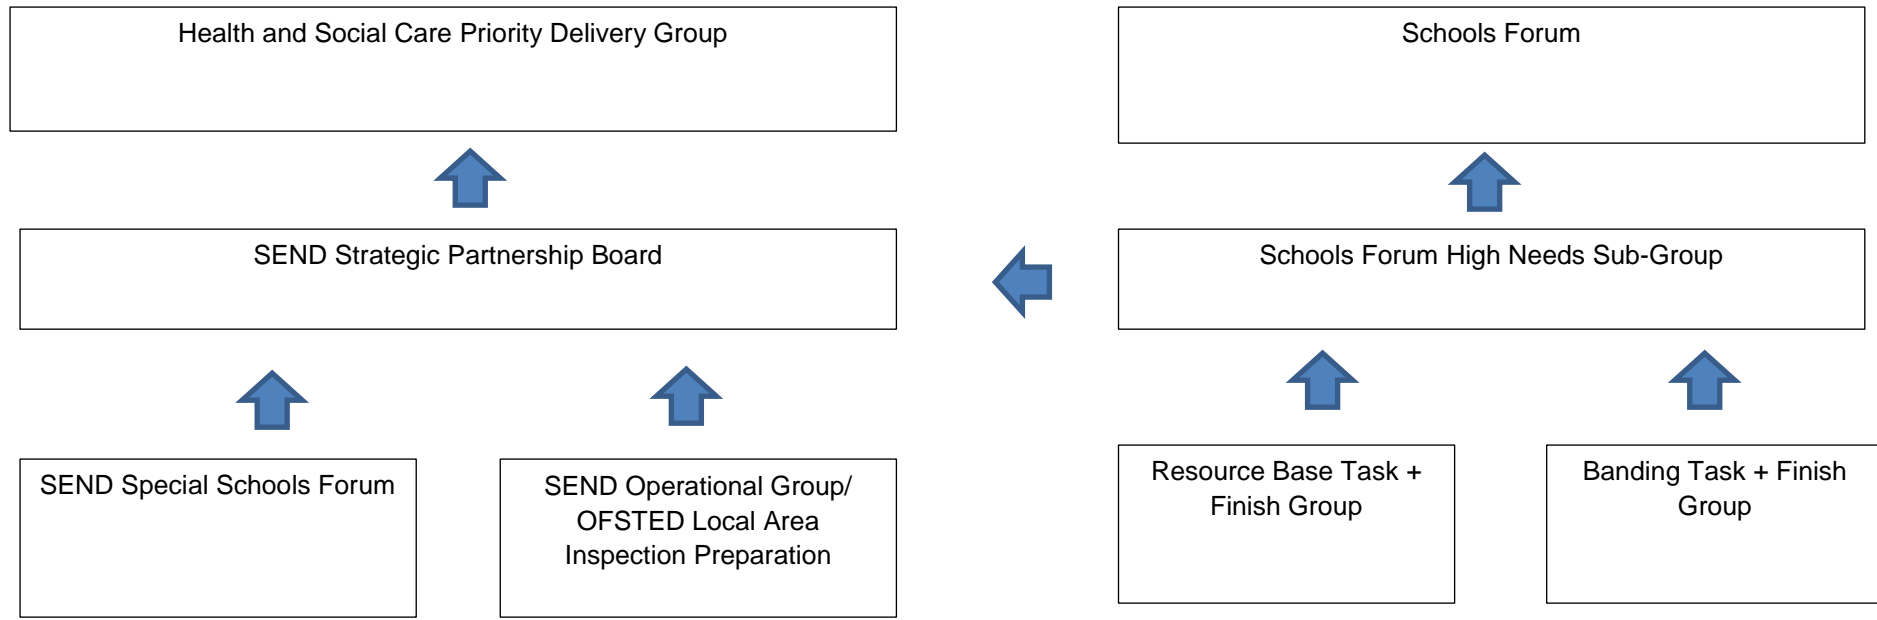 Health and Social Care Priority Delivery Group
Schools Forum
SEND Strategic Partnership Board
Schools Forum High Needs Sub-Group
SEND Special Schools Forum
SEND Operational Group/
OFSTED Local Area
Inspection Preparation
Resource Base Task +
Finish Group
Banding Task + Finish
Group